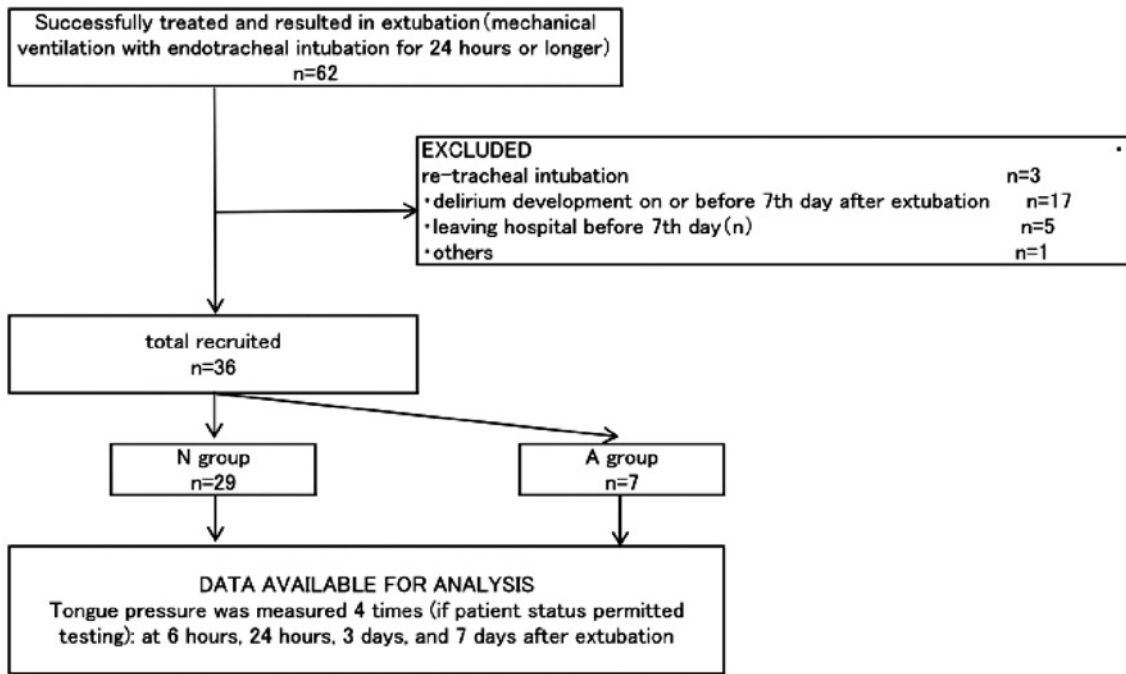 Successfully treated and resulted in extubation(mechanical
ventilation with endotracheal intubation for 24 hours or longer)
n=62
EXCLUDED
re-tracheal intubation n=3
・delirium development on or before 7th day after extubation n=17
・leaving hospital before 7th day(n) n=5
・others n=1
total recruited
n=36
N group
n=29
A group
n=7
DATA AVAILABLE FOR ANALYSIS
Tongue pressure was measured 4 times (if patient status permitted
testing): at 6 hours, 24 hours, 3 days, and 7 days after extubation